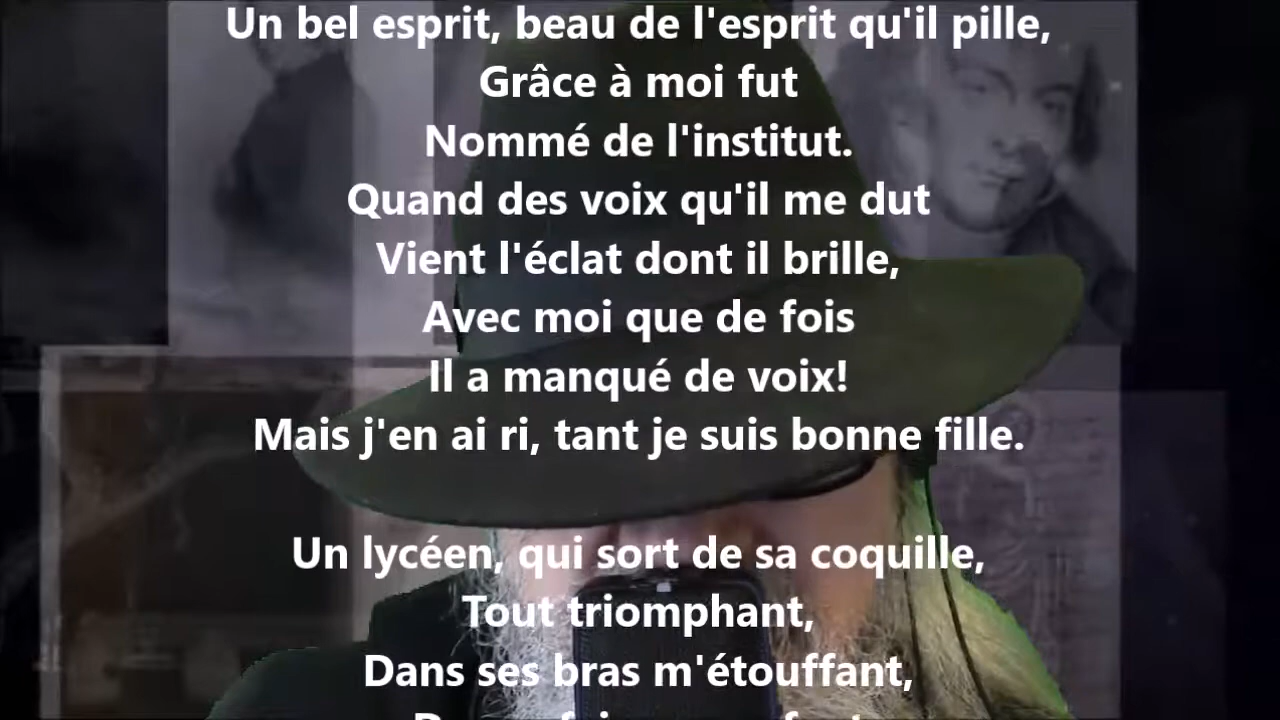 Un bel esprit, beau de l'esprit qu'il pille,
Grâce à moi fut
Nommé de l'institut.
Quand des voix qu'il me dut
Vient l'éclat dont il brille,
Avec moi que de fois
Il a manqué de voix!
Mais j'en ai ri, tant je suis bonne fille.
Un lycéen, qui sort de sa coquille,
Tout triomphant,
Dans ses bras m'étouffant,